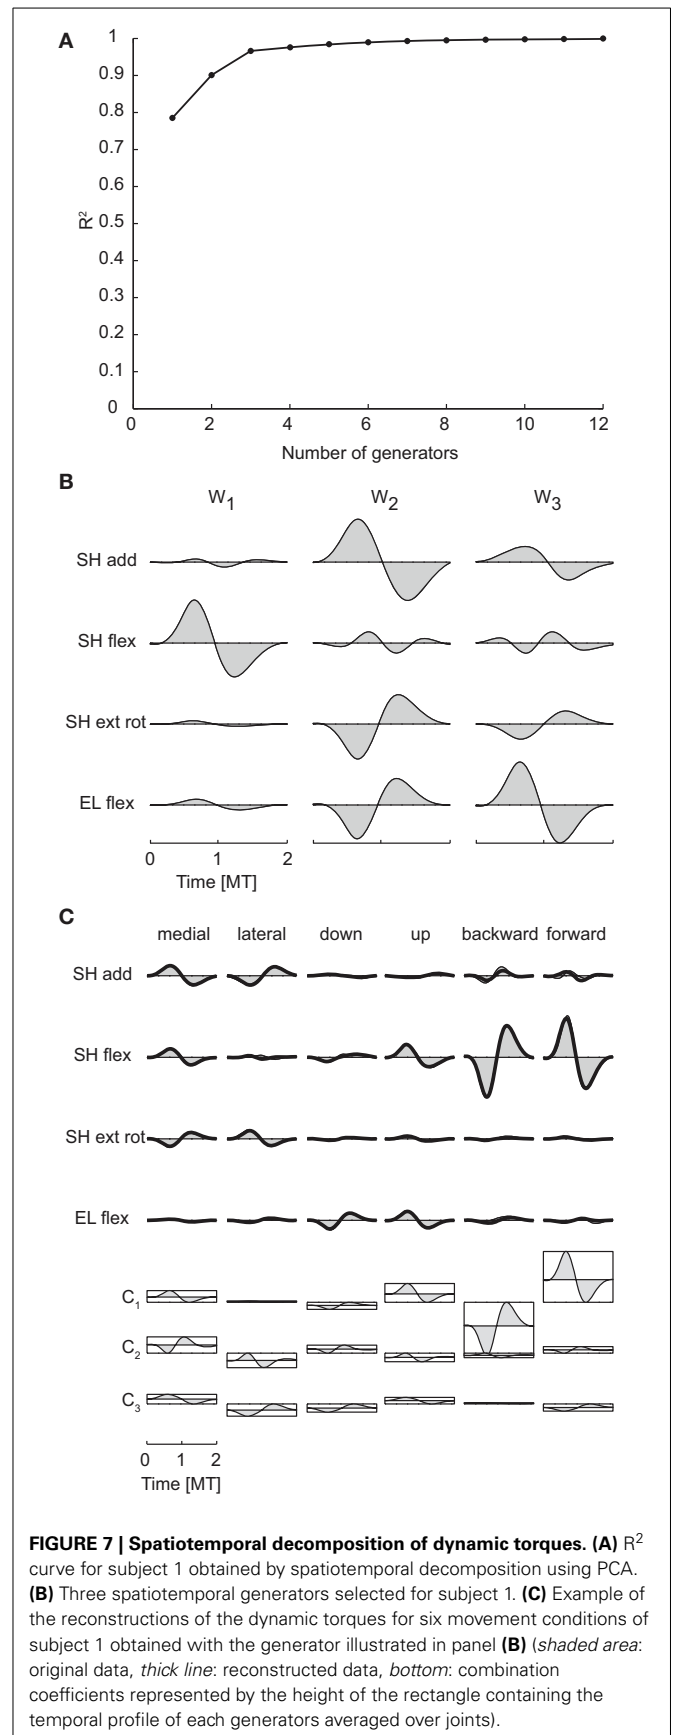 A
1
0.9
0.8
0.7
0.6
R² 0.5
0.4
0.3
0.2
0.1
0
0 2 4 6 8 10 12
Number of generators
B
W1 W2 W3
SH add
SH flex
SH ext rot
EL flex
0 1 2
Time [MT]
C
medial lateral down up backward forward
SH add
SH flex
SH ext rot
EL flex
C1
C2
C3
0 1 2
Time [MT]
FIGURE 7 | Spatiotemporal decomposition of dynamic torques. (A) R²
curve for subject 1 obtained by spatiotemporal decomposition using PCA.
(B) Three spatiotemporal generators selected for subject 1. (C) Example of
the reconstructions of the dynamic torques for six movement conditions of
subject 1 obtained with the generator illustrated in panel (B) (shaded area:
original data, thick line: reconstructed data, bottom: combination
coefficients represented by the height of the rectangle containing the
temporal profile of each generators averaged over joints).